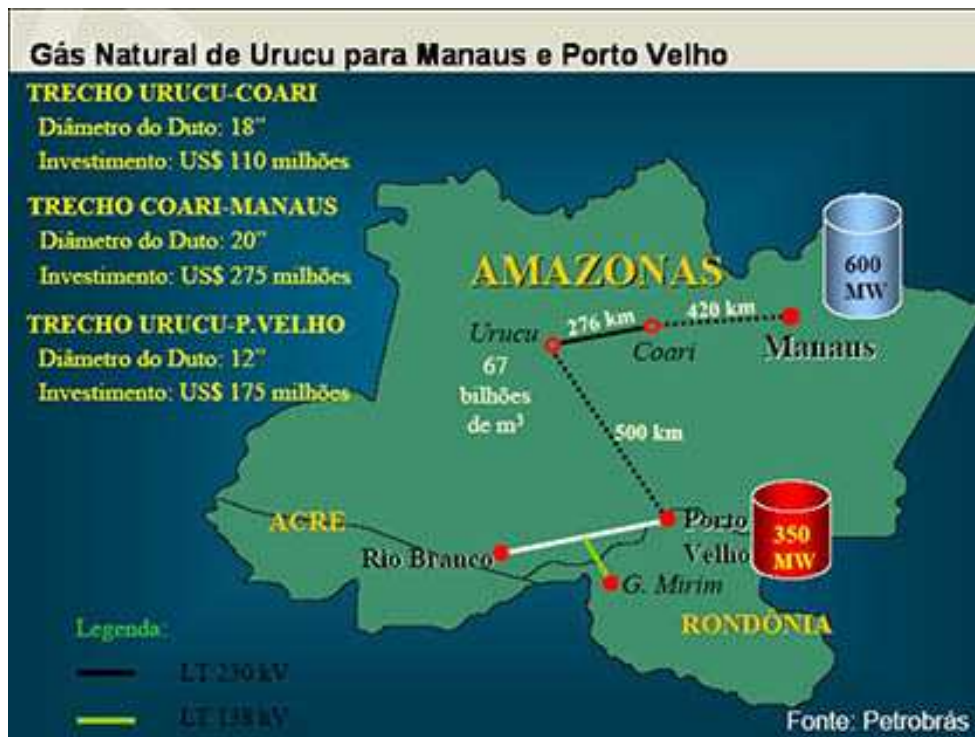 Gás Natural de Urucu para Manaus e Porto Velho
TRECHO URUCU-COARI
Diâmetro do Duto: 18”
Investimento: US$ 110 milhões
TRECHO COARI-MANAUS
Diâmetro do Duto: 20”
Investimento: US$ 275 milhões
TRECHO URUCU-P.VELHO
Diâmetro do Duto: 12”
Investimento: US$ 175 milhões
AMAZONAS
600
MW
Urucu
276 km
420 km
Coari
Manaus
67
bilhões
de m³
500 km
ACRE
Rio Branco
Porto
Velho
350
MW
G. Mirim
RONDÔNIA
Legenda:
LT 230 kV
LT 138 kV
Fonte: Petrobrás